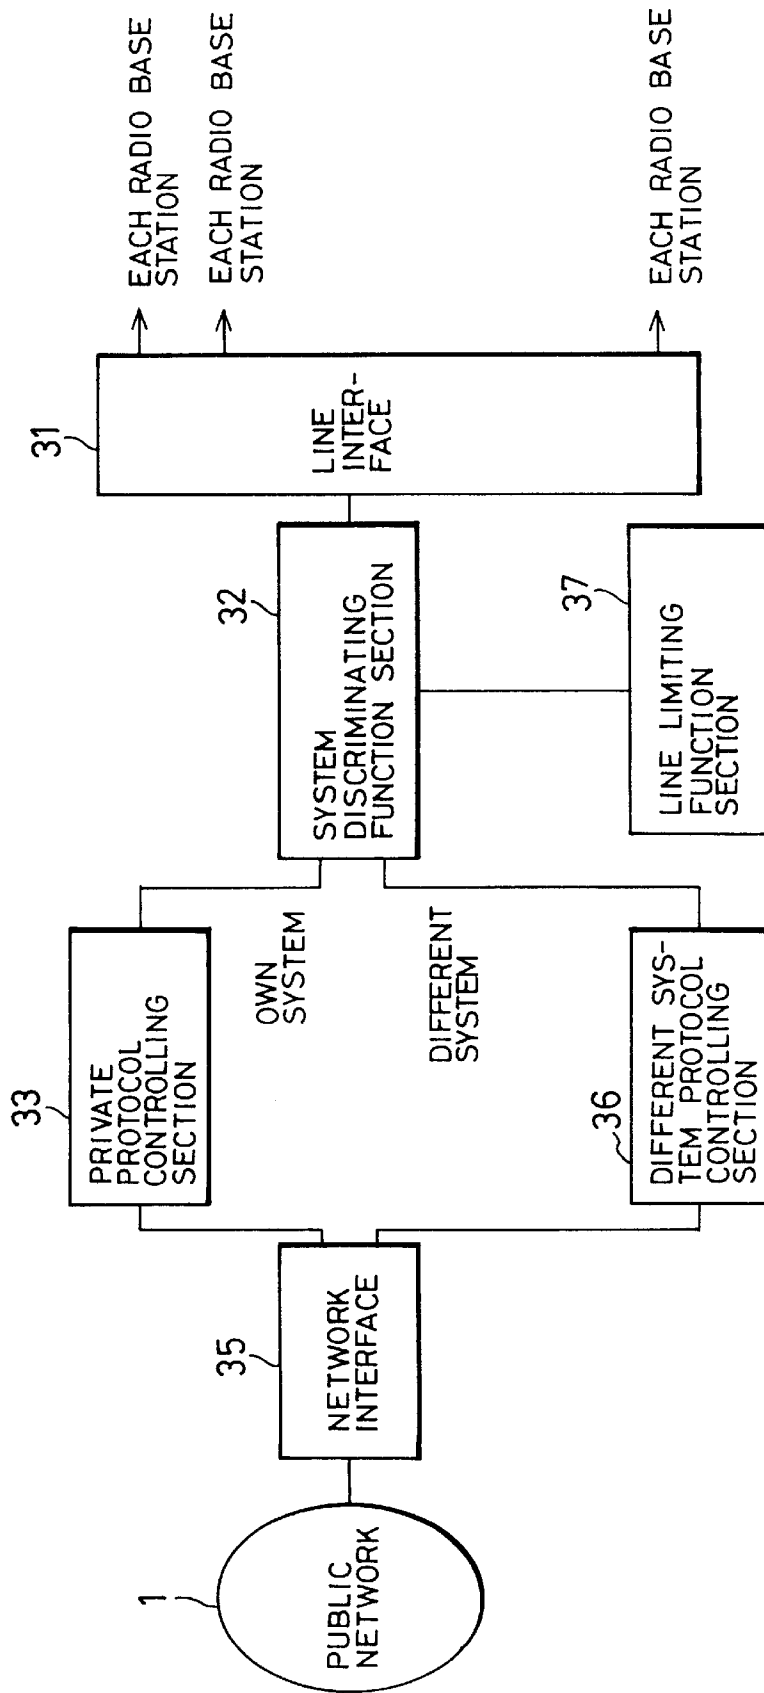 1
PUBLIC
NETWORK
35
NETWORK
INTERFACE
33
PRIVATE
PROTOCOL
CONTROLLING
SECTION
OWN
SYSTEM
DIFFERENT
SYSTEM
36
DIFFERENT SYS-
TEM PROTOCOL
CONTROLLING
SECTION
32
SYSTEM
DISCRIMINATING
FUNCTION SECTION
37
LINE LIMITING
FUNCTION
SECTION
31
LINE
INTER-
FACE
EACH RADIO BASE
STATION
EACH RADIO BASE
STATION
EACH RADIO BASE
STATION